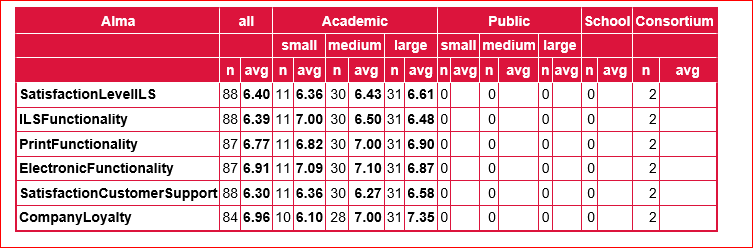 Alma all Academic Public School Consortium
small medium large small medium large
n avg n avg n avg n avg n avg n avg n avg n avg n avg
SatisfactionLevelILS 88 6.40 11 6.36 30 6.43 31 6.61 0 0 0 0 2
ILSFunctionality 88 6.39 11 7.00 30 6.50 31 6.48 0 0 0 0 2
PrintFunctionality 87 6.77 11 6.82 30 7.00 31 6.90 0 0 0 0 2
ElectronicFunctionality 87 6.91 11 7.09 30 7.10 31 6.87 0 0 0 0 2
SatisfactionCustomerSupport 88 6.30 11 6.36 30 6.27 31 6.58 0 0 0 0 2
CompanyLoyalty 84 6.96 10 6.10 28 7.00 31 7.35 0 0 0 0 2